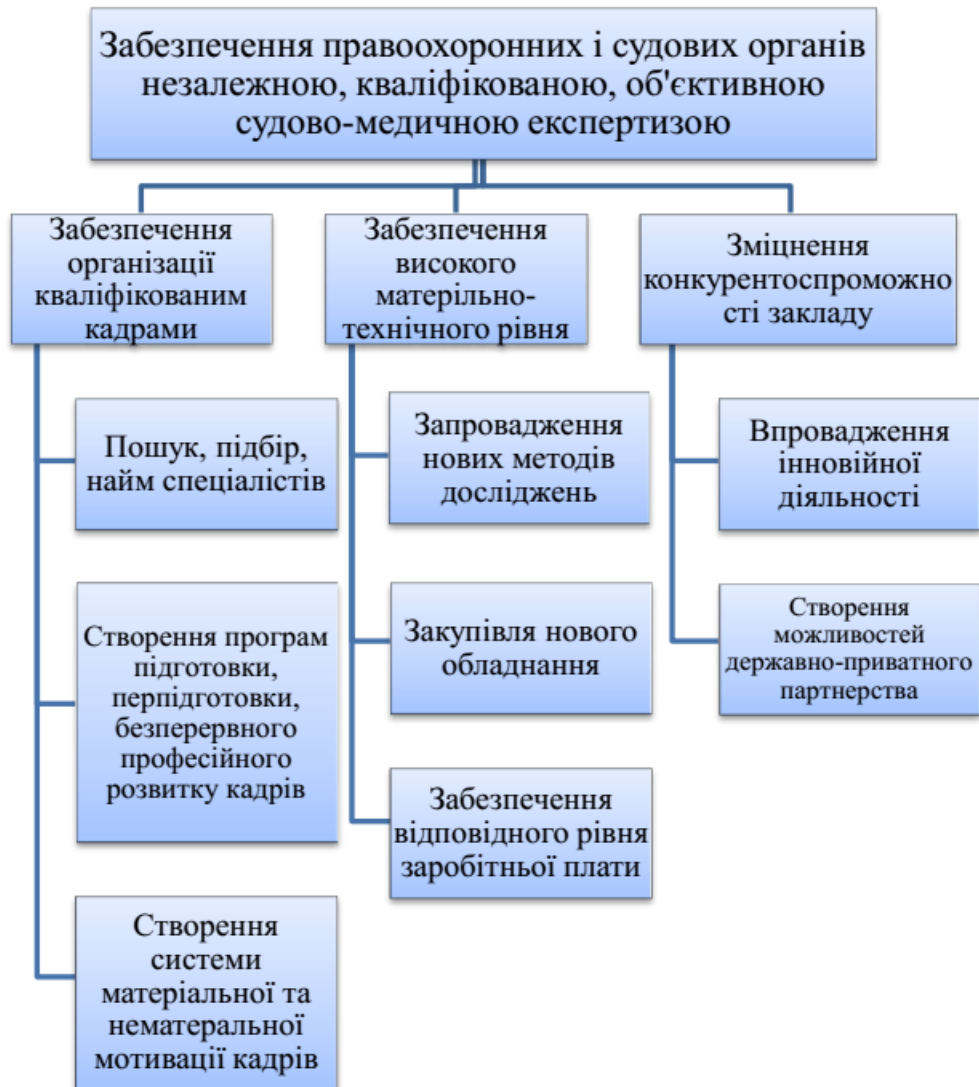 Забезпечення правоохоронних і судових органів
незалежною, кваліфікованою, об'єктивною
судово-медичною експертизою
Забезпечення
організації
кваліфікованим
кадрами
Пошук, підбір,
найм спеціалістів
Створення програм
підготовки,
перпідготовки,
безперервного
професійного
розвитку кадрів
Створення
системи
матеріальної та
нематеральної
мотивації кадрів
Забезпечення
високого
матерільно-
технічного рівня
Запровадження
нових методів
досліджень
Закупівля нового
обладнання
Забезпечення
відповідного рівня
заробітньої плати
Зміцнення
конкурентоспроможно
сті закладу
Впровадження
інновійної
діяльності
Створення
можливостей
державно-приватного
партнерства